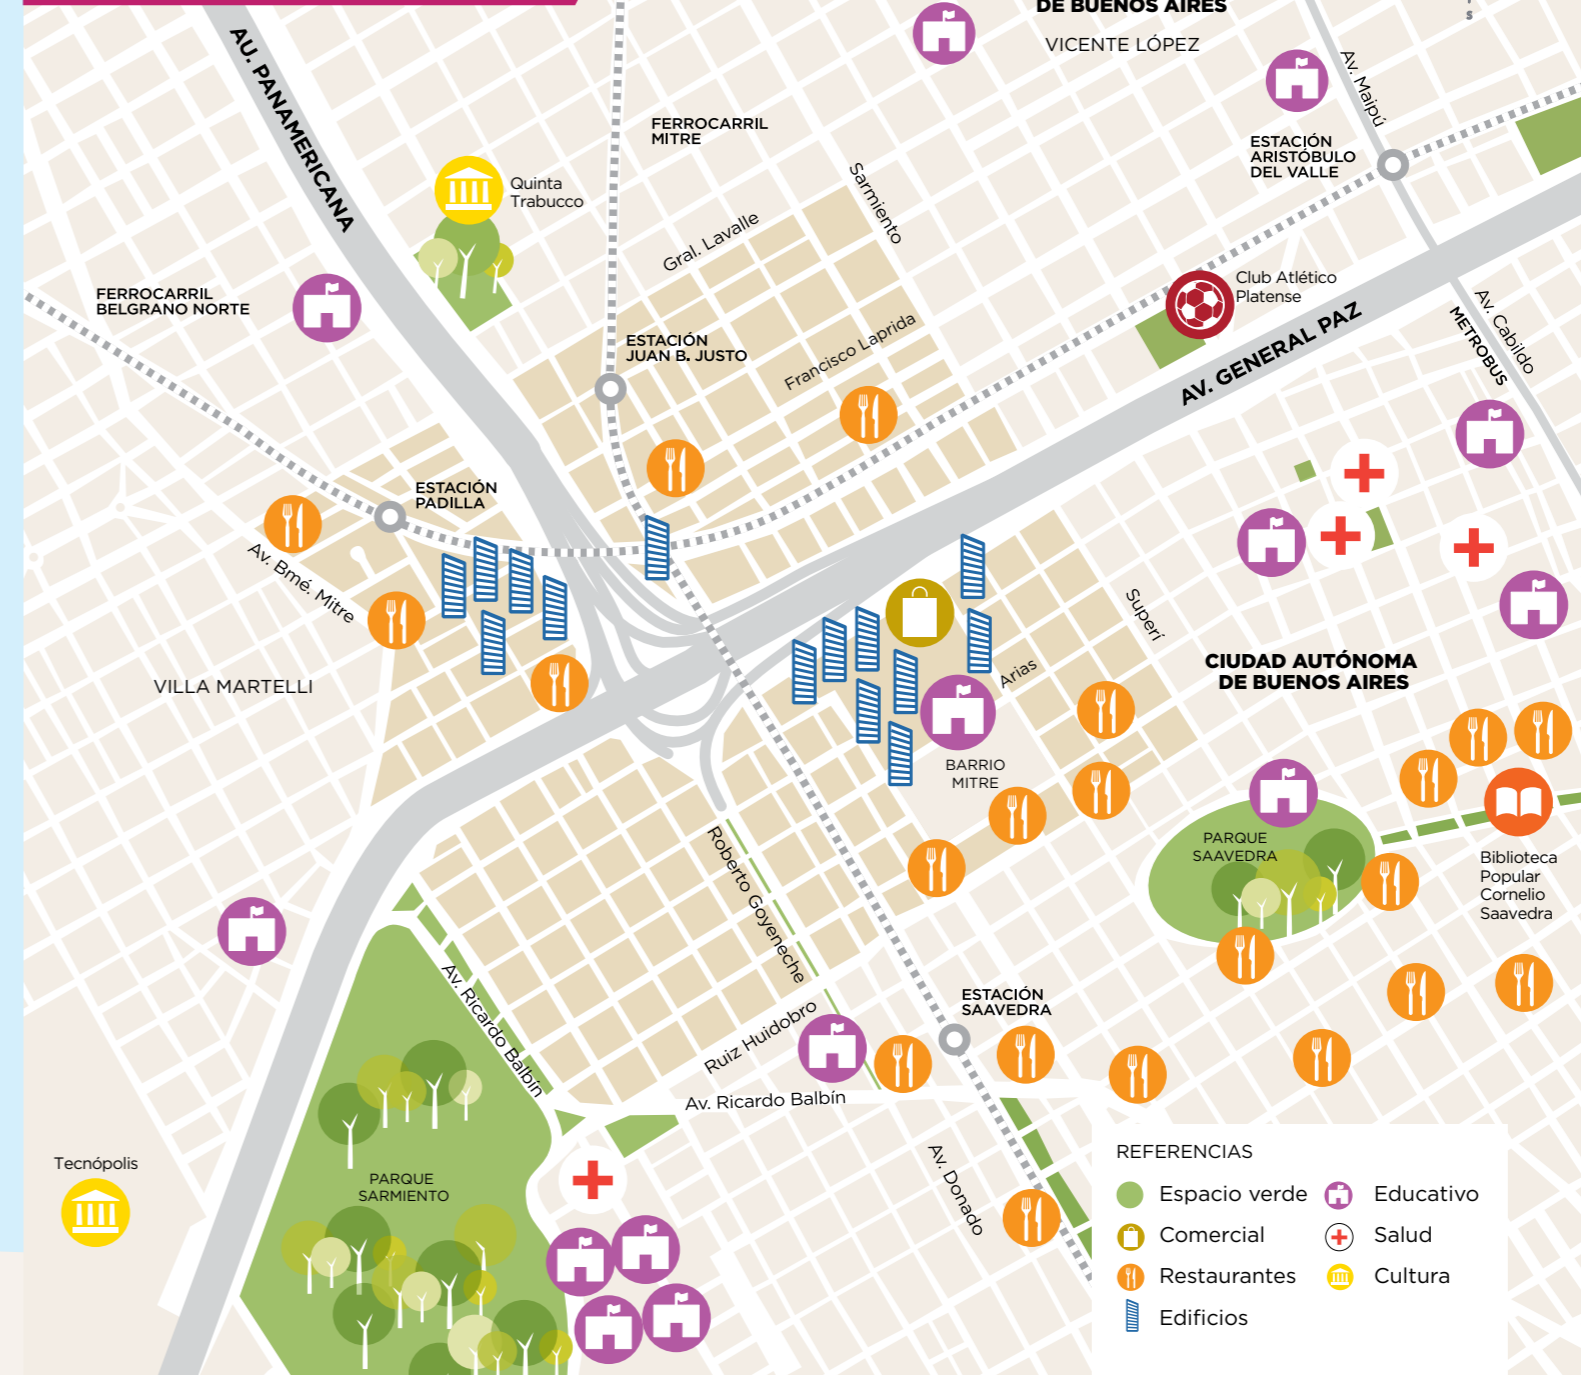 DE BUENOS AIRES
VICENTE LÓPEZ
S
AU. PANAMERICANA
FERROCARRIL
MITRE
Av. Maipú
ESTACIÓN
ARISTÓBULO
DEL VALLE
Quinta
Trabucco
Sarmiento
Gral. Lavalle
FERROCARRIL
BELGRANO NORTE
Club Atlético
Platense
AV. GENERAL PAZ
Av. Cabildo
METROBUS
ESTACIÓN
JUAN B. JUSTO
Francisco Laprida
ESTACIÓN
PADILLA
Av. Bmé. Mitre
VILLA MARTELLI
Superí
Arias
CIUDAD AUTÓNOMA
DE BUENOS AIRES
BARRIO
MITRE
PARQUE
SAAVEDRA
Biblioteca
Popular
Cornelio
Saavedra
Roberto Goyeneche
Av. Ricardo Balbín
ESTACIÓN
SAAVEDRA
Ruiz Huidobro
Av. Ricardo Balbín
Av. Donado
Tecnópolis
PARQUE
SARMIENTO
REFERENCIAS
Espacio verde
Educativo
Comercial
Salud
Restaurantes
Cultura
Edificios